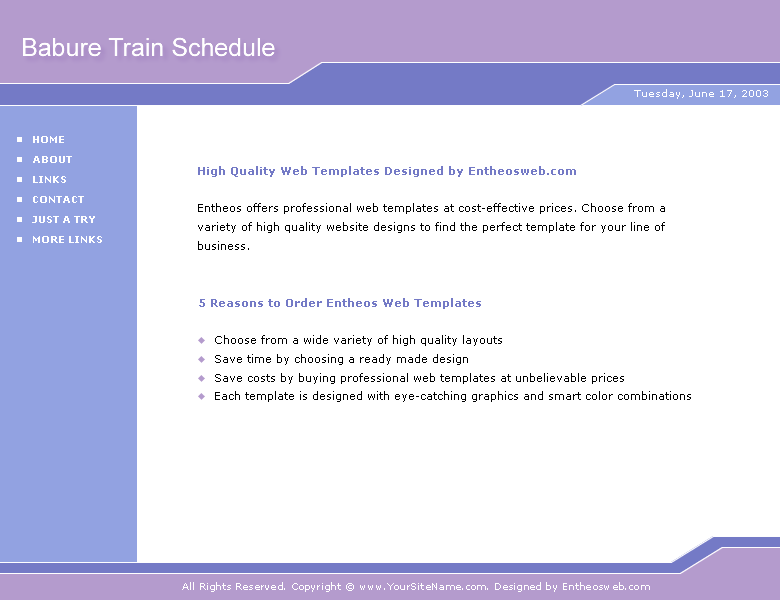 Babure Train Schedule
Tuesday, June 17, 2003
HOME
ABOUT
LINKS
CONTACT
JUST A TRY
MORE LINKS
High Quality Web Templates Designed by Entheosweb.com
Entheos offers professional web templates at cost-effective prices. Choose from a
variety of high quality website designs to find the perfect template for your line of
business.
5 Reasons to Order Entheos Web Templates
Choose from a wide variety of high quality layouts
Save time by choosing a ready made design
Save costs by buying professional web templates at unbelievable prices
Each template is designed with eye-catching graphics and smart color combinations
All Rights Reserved. Copyright © www.YourSiteName.com. Designed by Entheosweb.com